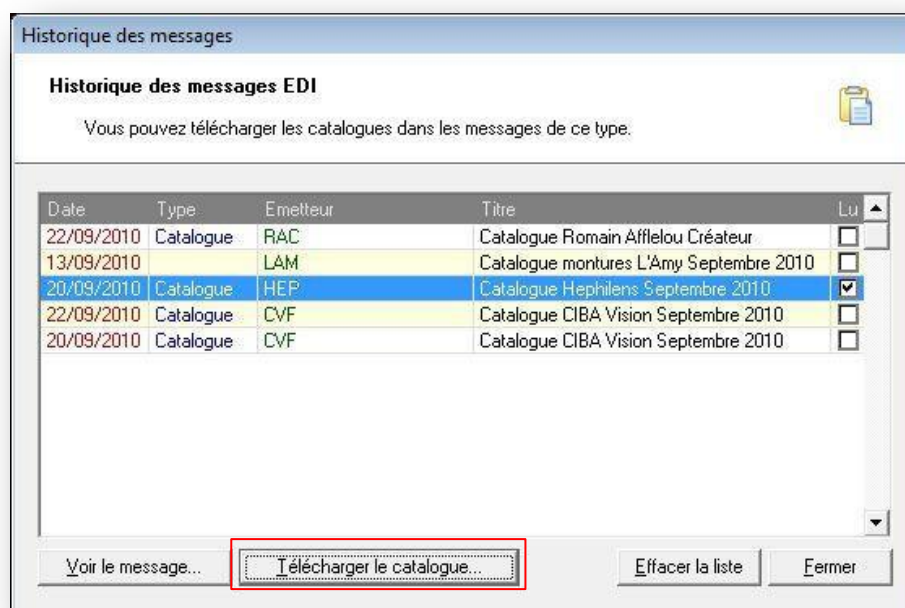 Historique des messages
Historique des messages EDI
Vous pouvez télécharger les catalogues dans les messages de ce type.
Date Type Emetteur Titre Lu
22/09/2010 Catalogue RAC Catalogue Romain Afflelou Créateur
13/09/2010 LAM Catalogue montures L'Amy Septembre 2010
20/09/2010 Catalogue HEP Catalogue Hephilens Septembre 2010
22/09/2010 Catalogue CVF Catalogue CIBA Vision Septembre 2010
20/09/2010 Catalogue CVF Catalogue CIBA Vision Septembre 2010
Voir le message... Télécharger le catalogue... Effacer la liste Fermer